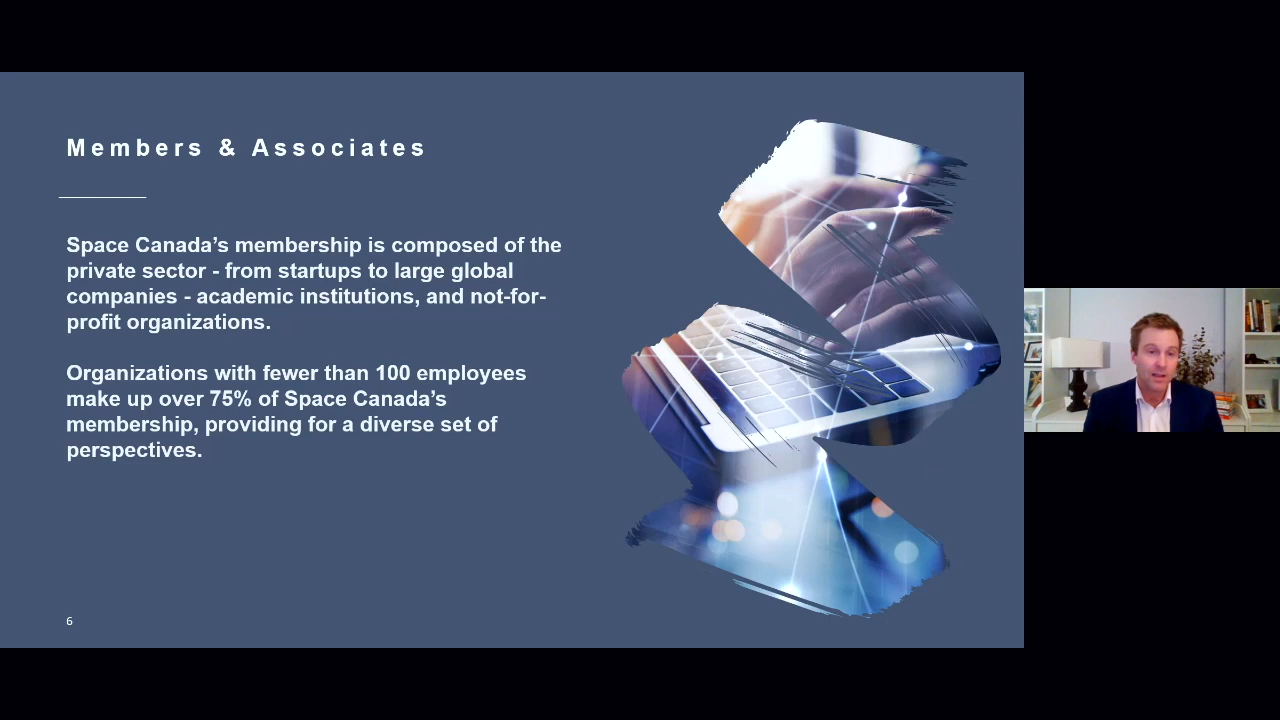 Members & Associates
Space Canada’s membership is composed of the
private sector - from startups to large global
companies - academic institutions, and not-for-
profit organizations.
Organizations with fewer than 100 employees
make up over 75% of Space Canada’s
membership, providing for a diverse set of
perspectives.
6